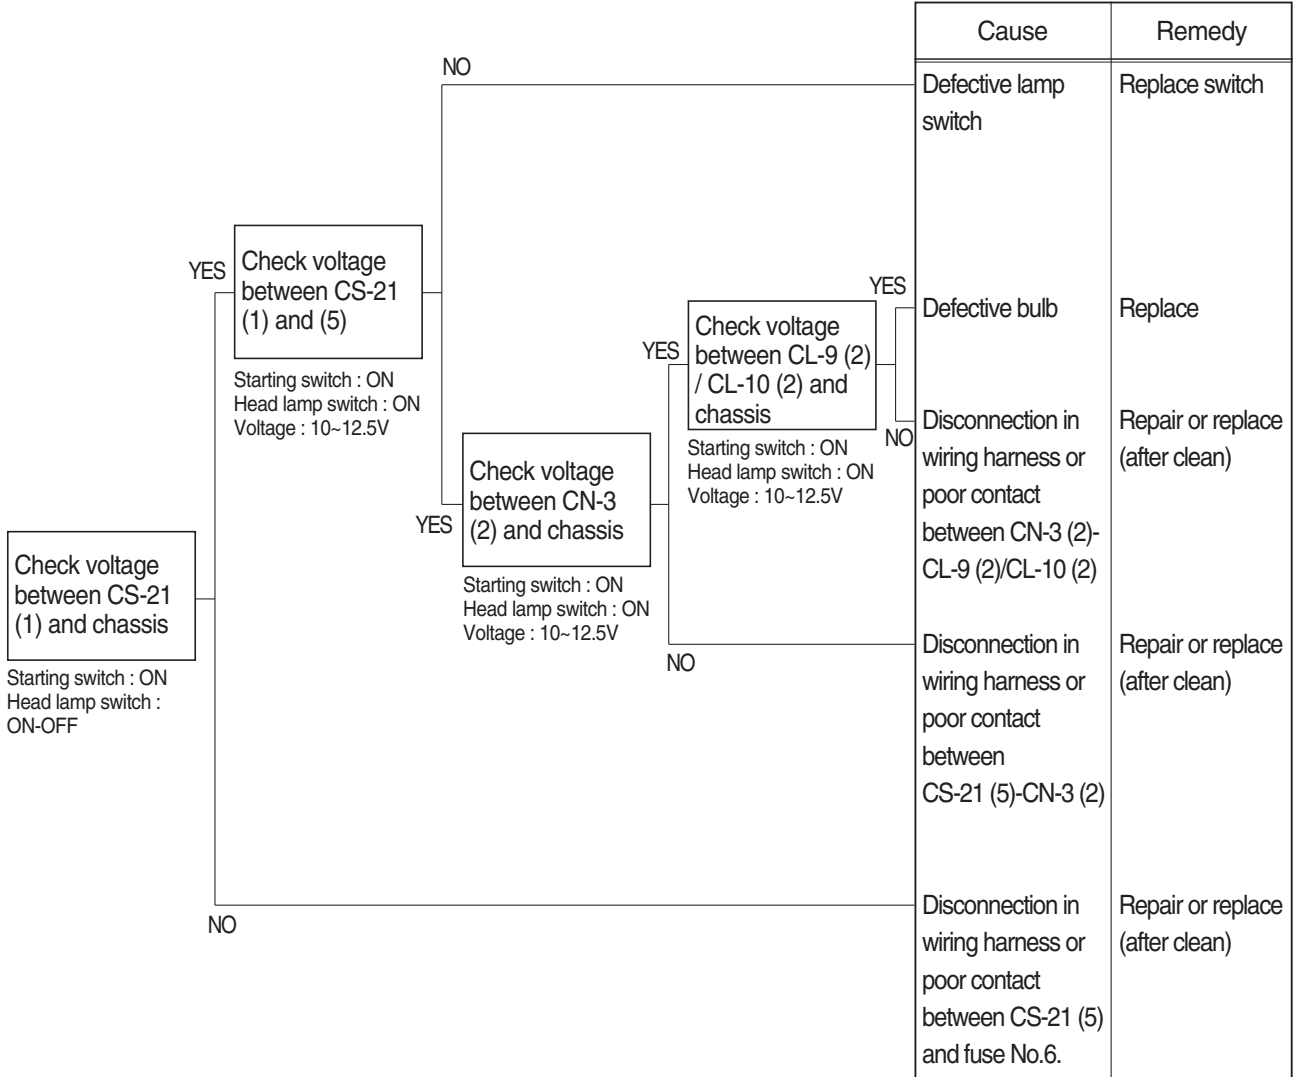 Cause
Remedy
NO
Defective lamp
switch
Replace switch
YES
Check voltage
between CS-21
(1) and (5)
Starting switch : ON
Head lamp switch : ON
Voltage : 10~12.5V
YES
Defective bulb
Replace
YES
Check voltage
between CL-9 (2)
/ CL-10 (2) and
chassis
Starting switch : ON
Head lamp switch : ON
Voltage : 10~12.5V
NO
Disconnection in
wiring harness or
poor contact
between CN-3 (2)-
CL-9 (2)/CL-10 (2)
Repair or replace
(after clean)
YES
Check voltage
between CN-3
(2) and chassis
Starting switch : ON
Head lamp switch : ON
Voltage : 10~12.5V
Check voltage
between CS-21
(1) and chassis
Starting switch : ON
Head lamp switch :
ON-OFF
NO
Disconnection in
wiring harness or
poor contact
between
CS-21 (5)-CN-3 (2)
Repair or replace
(after clean)
NO
Disconnection in
wiring harness or
poor contact
between CS-21 (5)
and fuse No.6.
Repair or replace
(after clean)